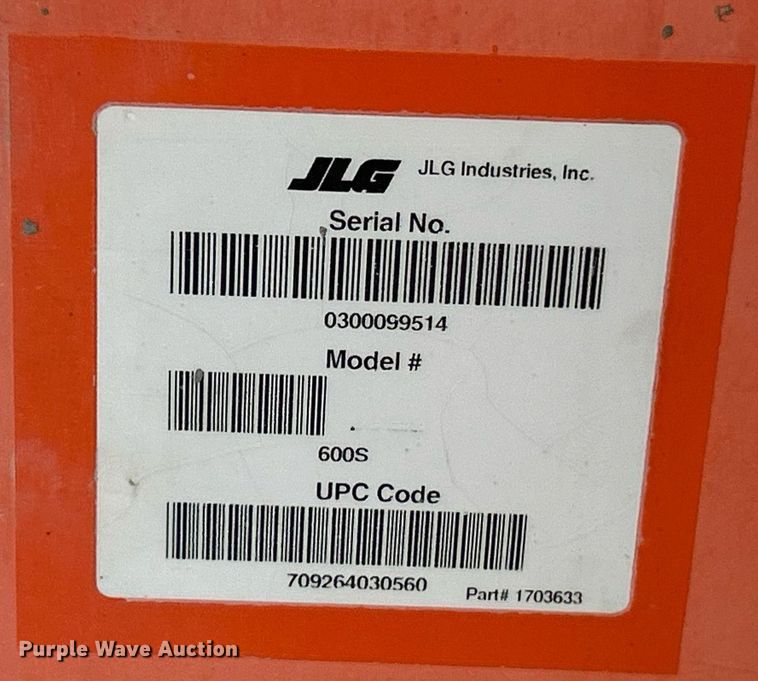 JLG JLG Industries, Inc.
Serial No.
0300099514
Model #
600S
UPC Code
709264030560
Part# 1703633
Purple Wave Auction